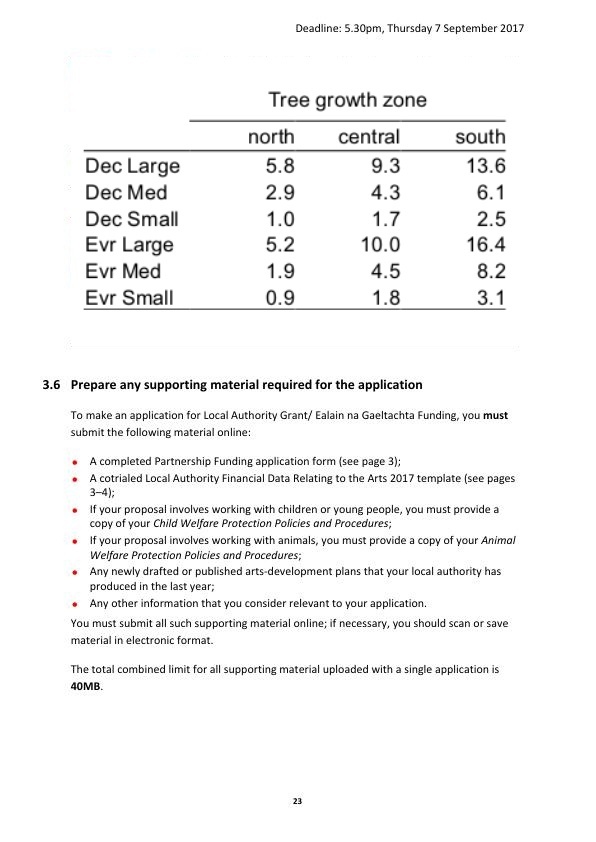 Deadline: 5.30pm, Thursday 7 September 2017
Tree growth zone
north central south
Dec Large 5.8 9.3 13.6
Dec Med 2.9 4.3 6.1
Dec Small 1.0 1.7 2.5
Evr Large 5.2 10.0 16.4
Evr Med 1.9 4.5 8.2
Evr Small 0.9 1.8 3.1
3.6 Prepare any supporting material required for the application
To make an application for Local Authority Grant/ Ealain na Gaeltachta Funding, you must
submit the following material online:
• A completed Partnership Funding application form (see page 3);
• A cotrialed Local Authority Financial Data Relating to the Arts 2017 template (see pages
3–4);
• If your proposal involves working with children or young people, you must provide a
copy of your Child Welfare Protection Policies and Procedures;
• If your proposal involves working with animals, you must provide a copy of your Animal
Welfare Protection Policies and Procedures;
• Any newly drafted or published arts-development plans that your local authority has
produced in the last year;
• Any other information that you consider relevant to your application.
You must submit all such supporting material online; if necessary, you should scan or save
material in electronic format.
The total combined limit for all supporting material uploaded with a single application is
40MB.
23